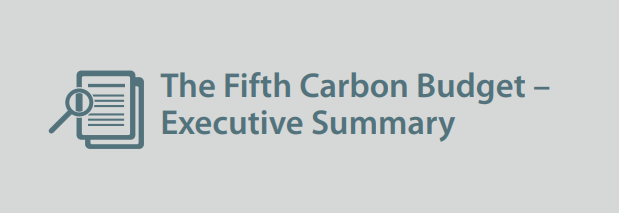 The Fifth Carbon Budget –
Executive Summary